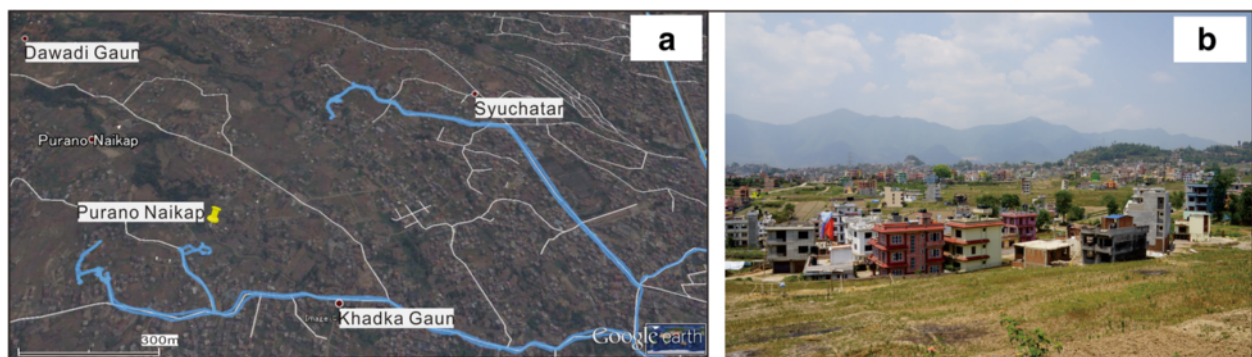 a
Dawadi Gaun
Syuchatar
Purano Naikap
Purano Naikap
Khadka Gaun
300m
Google earth
b